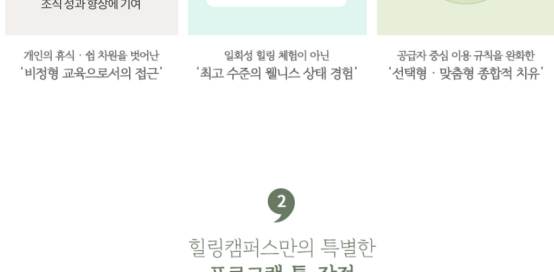 조직 성과 향상에 기여
개인의 휴식 · 쉼 차원을 벗어난
'비정형 교육으로서의 접근'
일회성 힐링 체험이 아닌
'최고 수준의 웰니스 상태 경험'
공급자 중심 이용 규칙을 완화한
'선택형 · 맞춤형 종합적 치유'
2
힐링캠퍼스만의 특별한